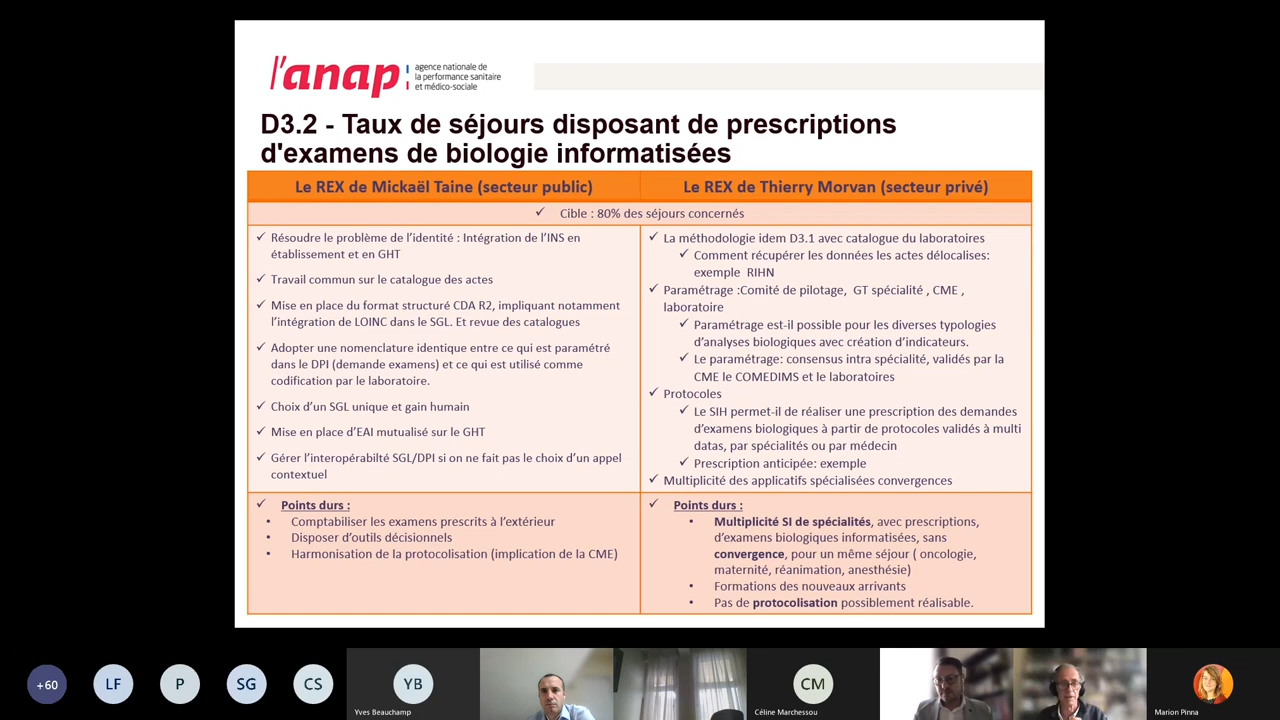 l'anap
agence nationale de
la performance sanitaire
et médico-sociale
D3.2 - Taux de séjours disposant de prescriptions
d'examens de biologie informatisées
Le REX de Mickaël Taine (secteur public)
Le REX de Thierry Morvan (secteur privé)
✓ Cible : 80% des séjours concernés
✓ Résoudre le problème de l'identité : Intégration de l'INS en
établissement et en GHT
✓ Travail commun sur le catalogue des actes
✓ Mise en place du format structuré CDA R2, impliquant notamment
l'intégration de LOINC dans le SGL. Et revue des catalogues
✓ Adopter une nomenclature identique entre ce qui est paramétré
dans le DPI (demande examens) et ce qui est utilisé comme
codification par le laboratoire.
✓ Choix d'un SGL unique et gain humain
✓ Mise en place d'EAI mutualisé sur le GHT
✓ Gérer l'interopérabilté SGL/DPI si on ne fait pas le choix d'un appel
contextuel
✓ La méthodologie idem D3.1 avec catalogue du laboratoires
✓ Comment récupérer les données les actes délocalises:
exemple RIHN
✓ Paramétrage :Comité de pilotage, GT spécialité , CME ,
laboratoire
✓ Paramétrage est-il possible pour les diverses typologies
d'analyses biologiques avec création d'indicateurs.
✓ Le paramétrage: consensus intra spécialité, validés par la
CME le COMEDIMS et le laboratoires
✓ Protocoles
✓ Le SIH permet-il de réaliser une prescription des demandes
d'examens biologiques à partir de protocoles validés à multi
datas, par spécialités ou par médecin
✓ Prescription anticipée: exemple
✓ Multiplicité des applicatifs spécialisées convergences
✓ Points durs :
• Comptabiliser les examens prescrits à l'extérieur
• Disposer d'outils décisionnels
• Harmonisation de la protocolisation (implication de la CME)
✓ Points durs :
• Multiplicité SI de spécialités, avec prescriptions,
d'examens biologiques informatisées, sans
convergence, pour un même séjour ( oncologie,
maternité, réanimation, anesthésie)
• Formations des nouveaux arrivants
• Pas de protocolisation possiblement réalisable.
+60
LF
P
SG
CS
YB
CM
Yves Beauchamp
Céline Marchessou
Marion Pinna